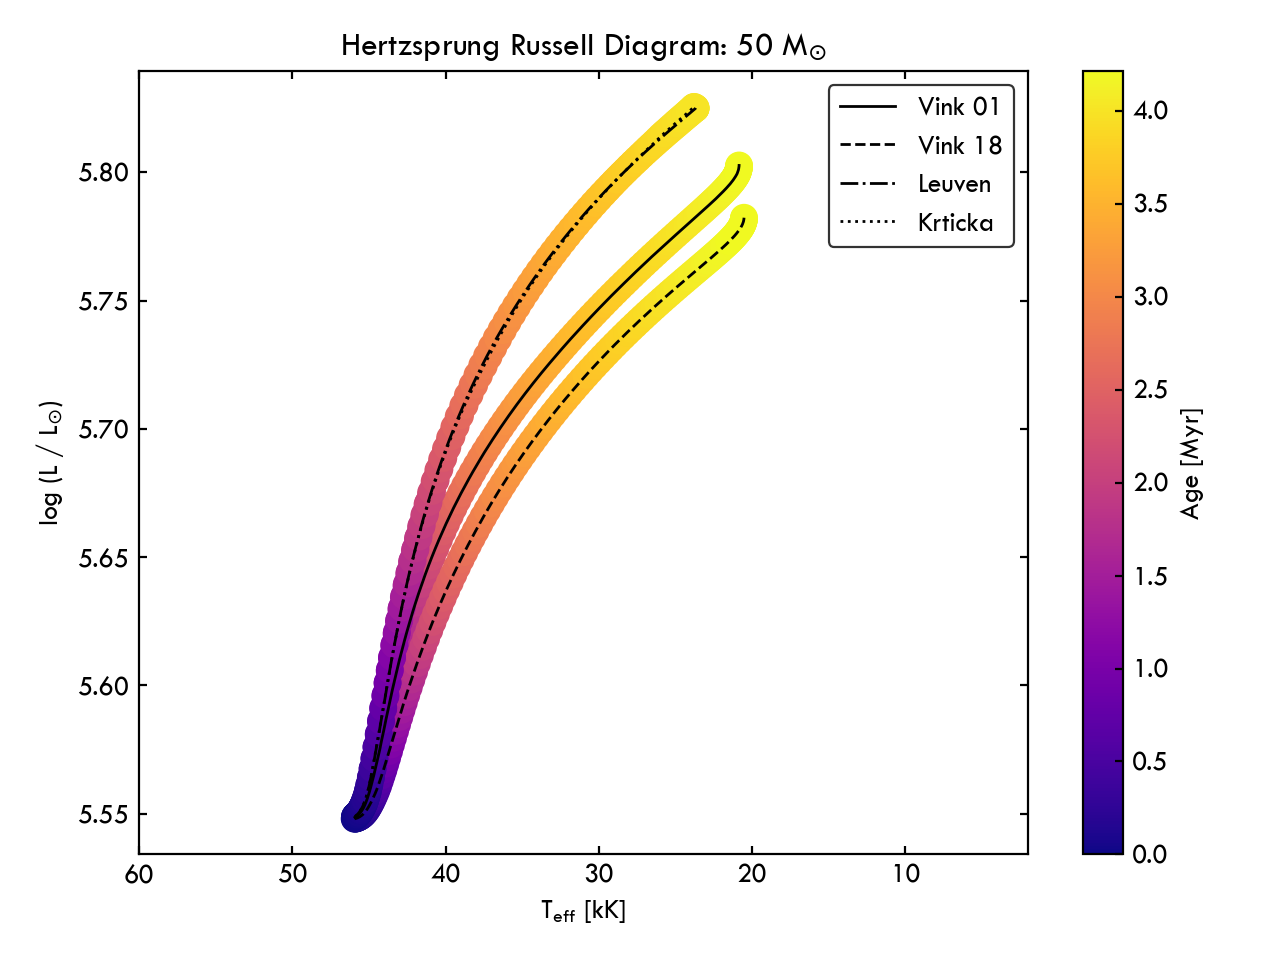 Hertzsprung Russell Diagram: 50 M⊙
Vink 01
Vink 18
Leuven
Krticka
log (L / L⊙)
5.80
5.75
5.70
5.65
5.60
5.55
60 50 40 30 20 10
T_eff [kK]
4.0
3.5
3.0
2.5
2.0
1.5
1.0
0.5
0.0
Age [Myr]